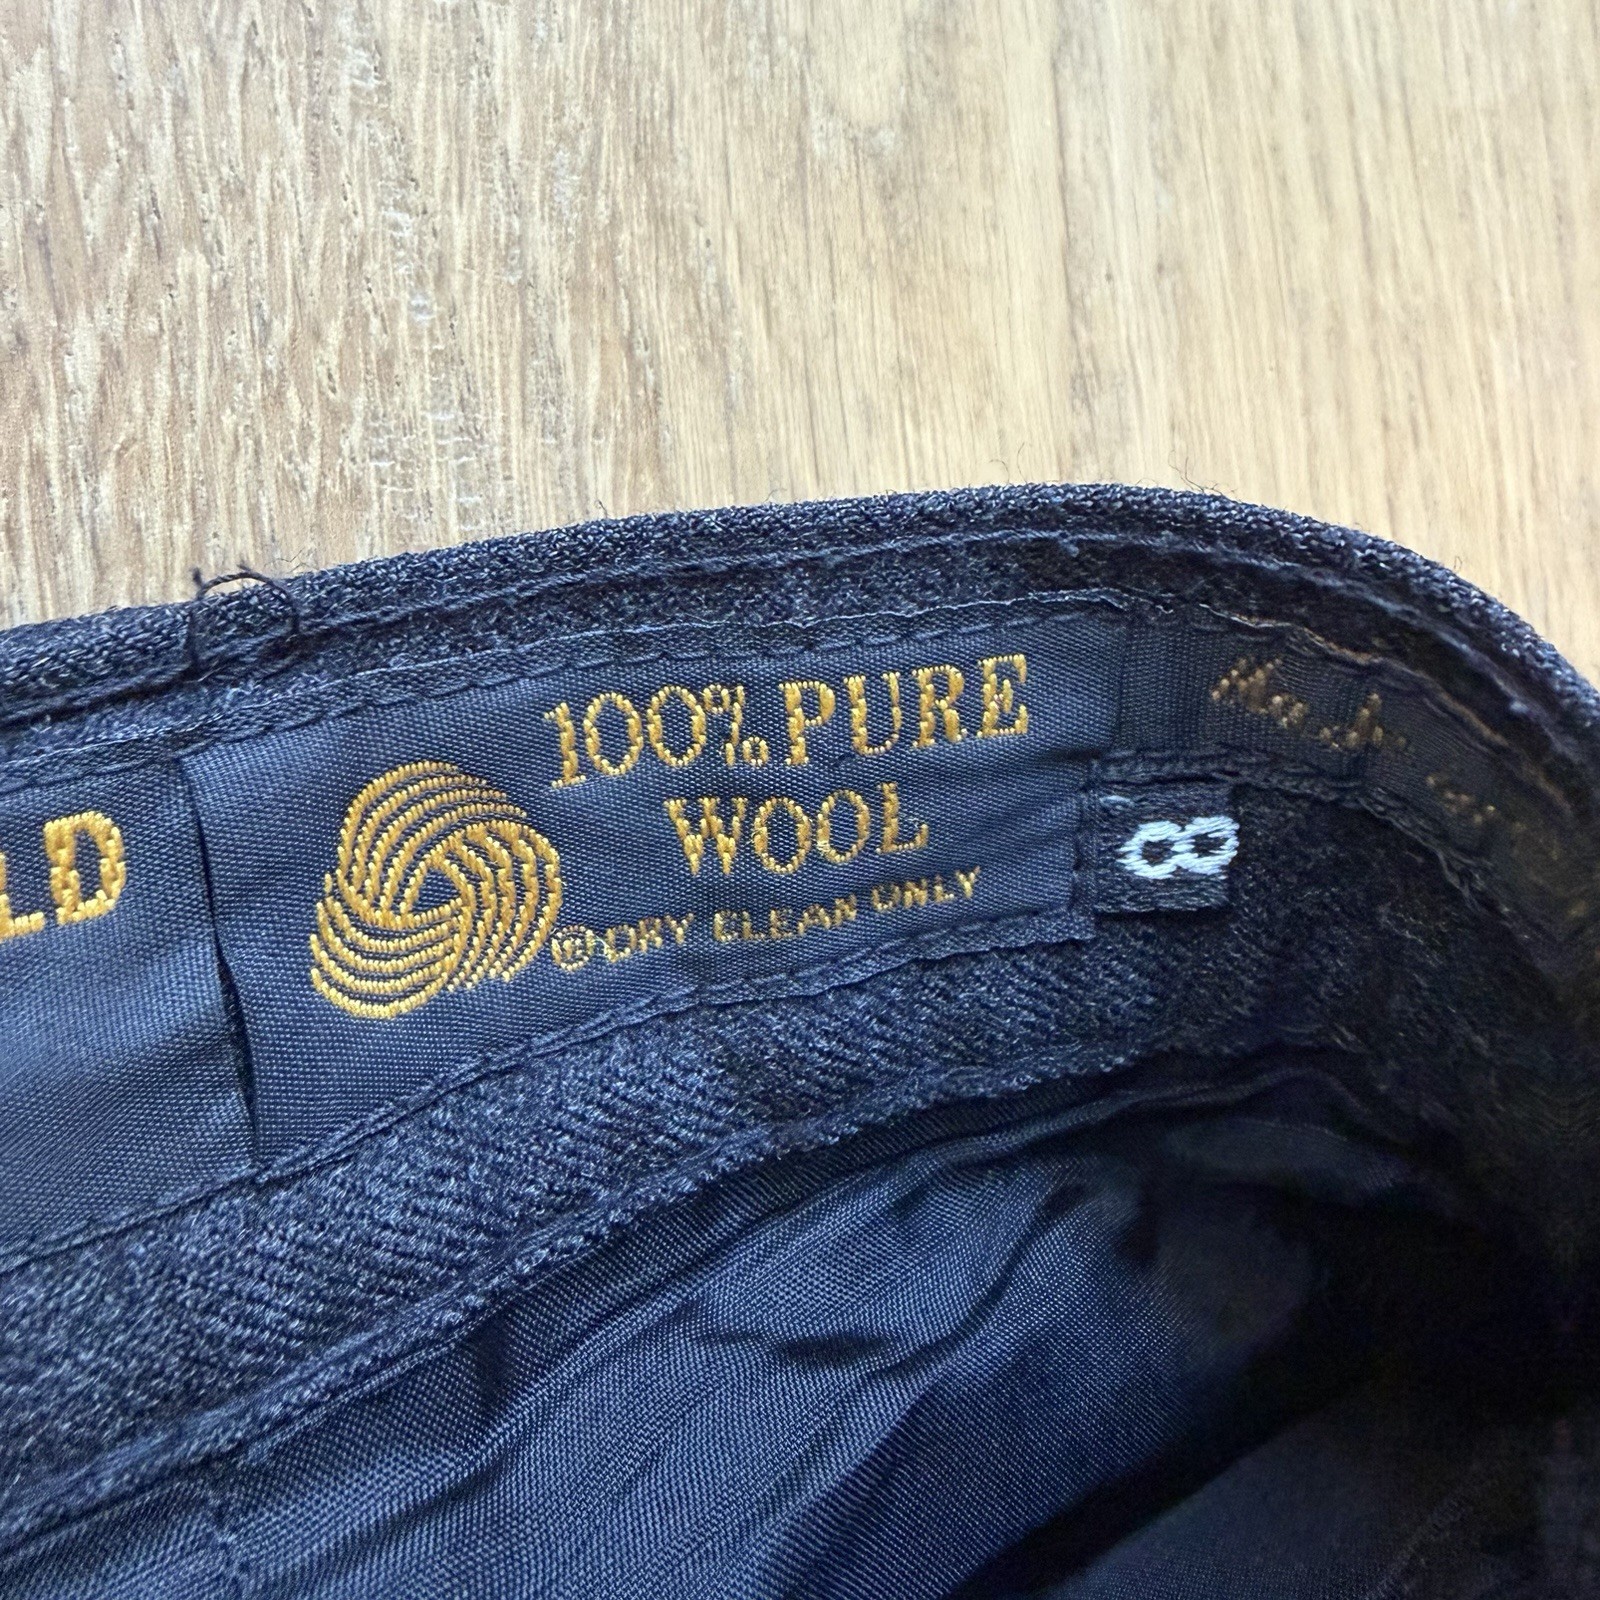 LD
100% PURE
WOOL
DRY CLEAN ONLY
8